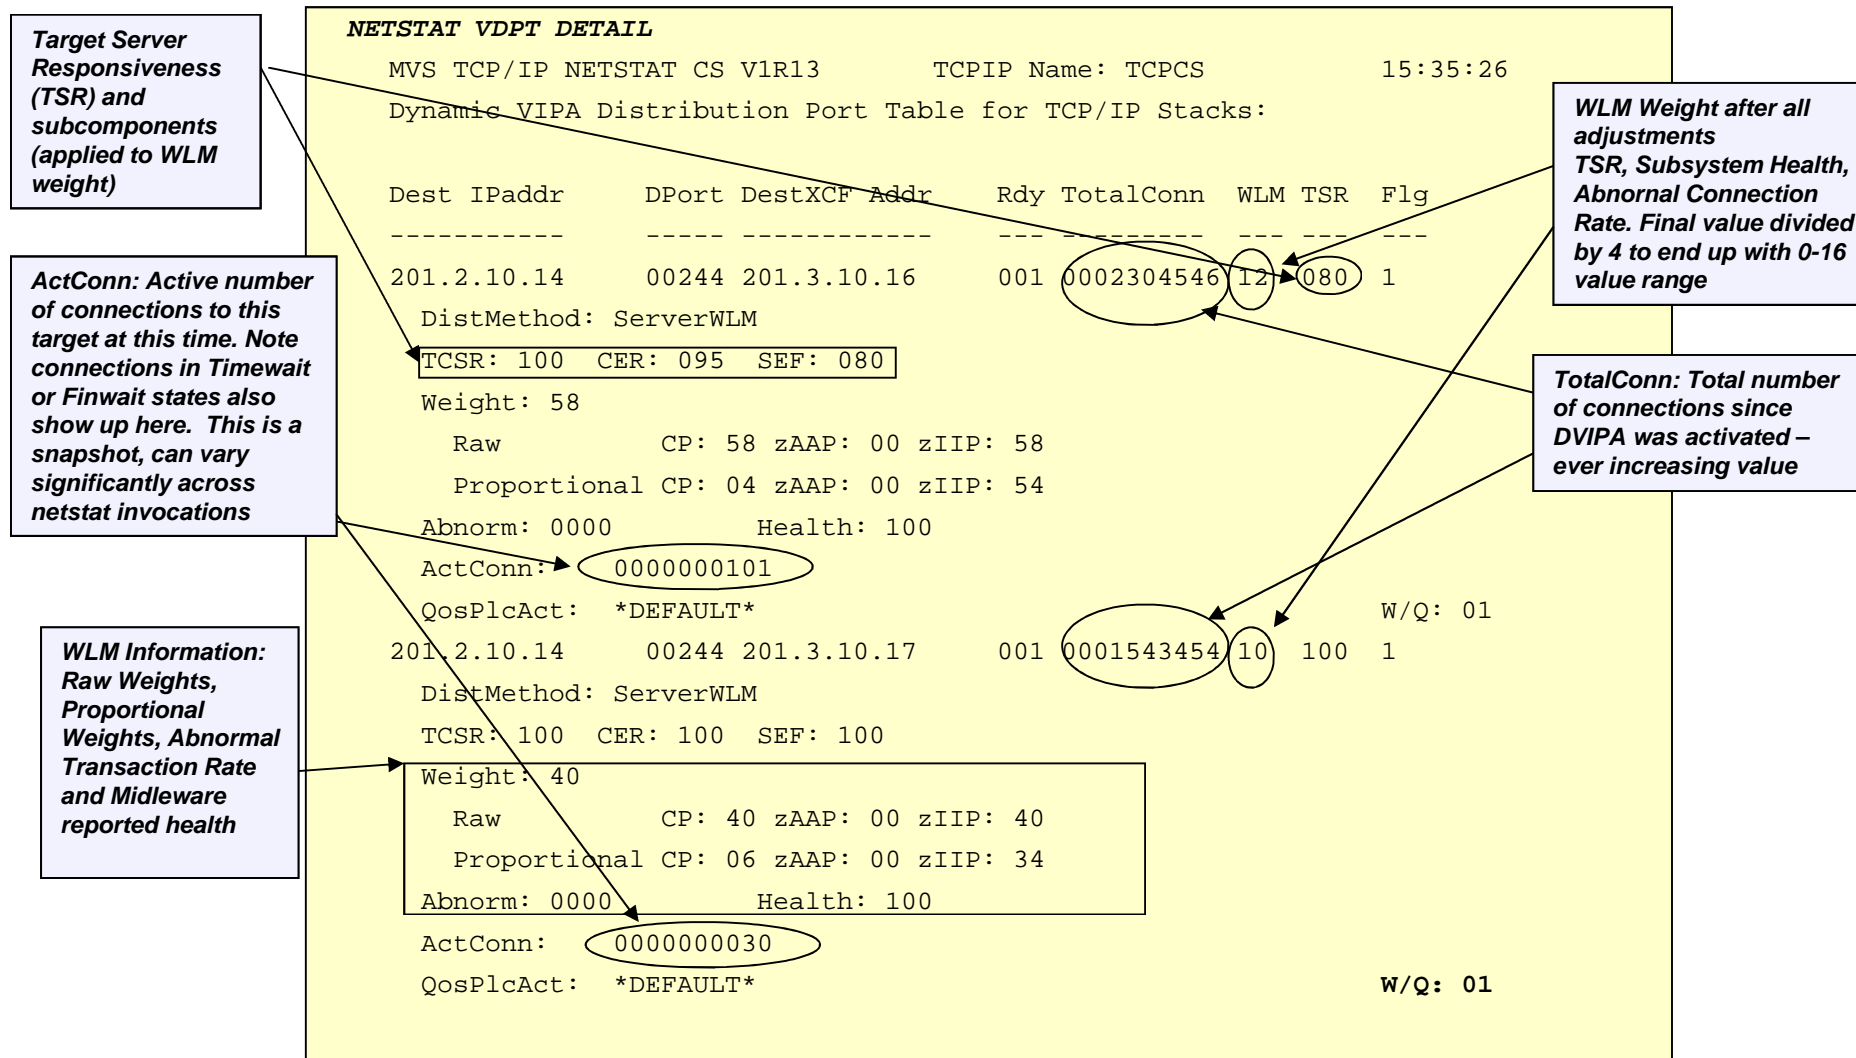 NETSTAT VDPT DETAIL
MVS TCP/IP NETSTAT CS V1R13 TCPIP Name: TCPCS 15:35:26
Dynamic VIPA Distribution Port Table for TCP/IP Stacks:
Dest IPaddr DPort DestXCF Addr Rdy TotalConn WLM TSR Flg
----------- ----- ------------ --- --------- --- --- ---
201.2.10.14 00244 201.3.10.16 001 0002304546 12 080 1
DistMethod: ServerWLM
TCSR: 100 CER: 095 SEF: 080
Weight: 58
Raw CP: 58 zAAP: 00 zIIP: 58
Proportional CP: 04 zAAP: 00 zIIP: 54
Abnorm: 0000 Health: 100
ActConn: 0000000101
QosPlcAct: *DEFAULT* W/Q: 01
201.2.10.14 00244 201.3.10.17 001 0001543454 10 100 1
DistMethod: ServerWLM
TCSR: 100 CER: 100 SEF: 100
Weight: 40
Raw CP: 40 zAAP: 00 zIIP: 40
Proportional CP: 06 zAAP: 00 zIIP: 34
Abnorm: 0000 Health: 100
ActConn: 0000000030
QosPlcAct: *DEFAULT* W/Q: 01
Target Server
Responsiveness
(TSR) and
subcomponents
(applied to WLM
weight)
ActConn: Active number
of connections to this
target at this time. Note
connections in Timewait
or Finwait states also
show up here. This is a
snapshot, can vary
significantly across
netstat invocations
WLM Information:
Raw Weights,
Proportional
Weights, Abnormal
Transaction Rate
and Midleware
reported health
WLM Weight after all
adjustments
TSR, Subsystem Health,
Abnornal Connection
Rate. Final value divided
by 4 to end up with 0-16
value range
TotalConn: Total number
of connections since
DVIPA was activated –
ever increasing value